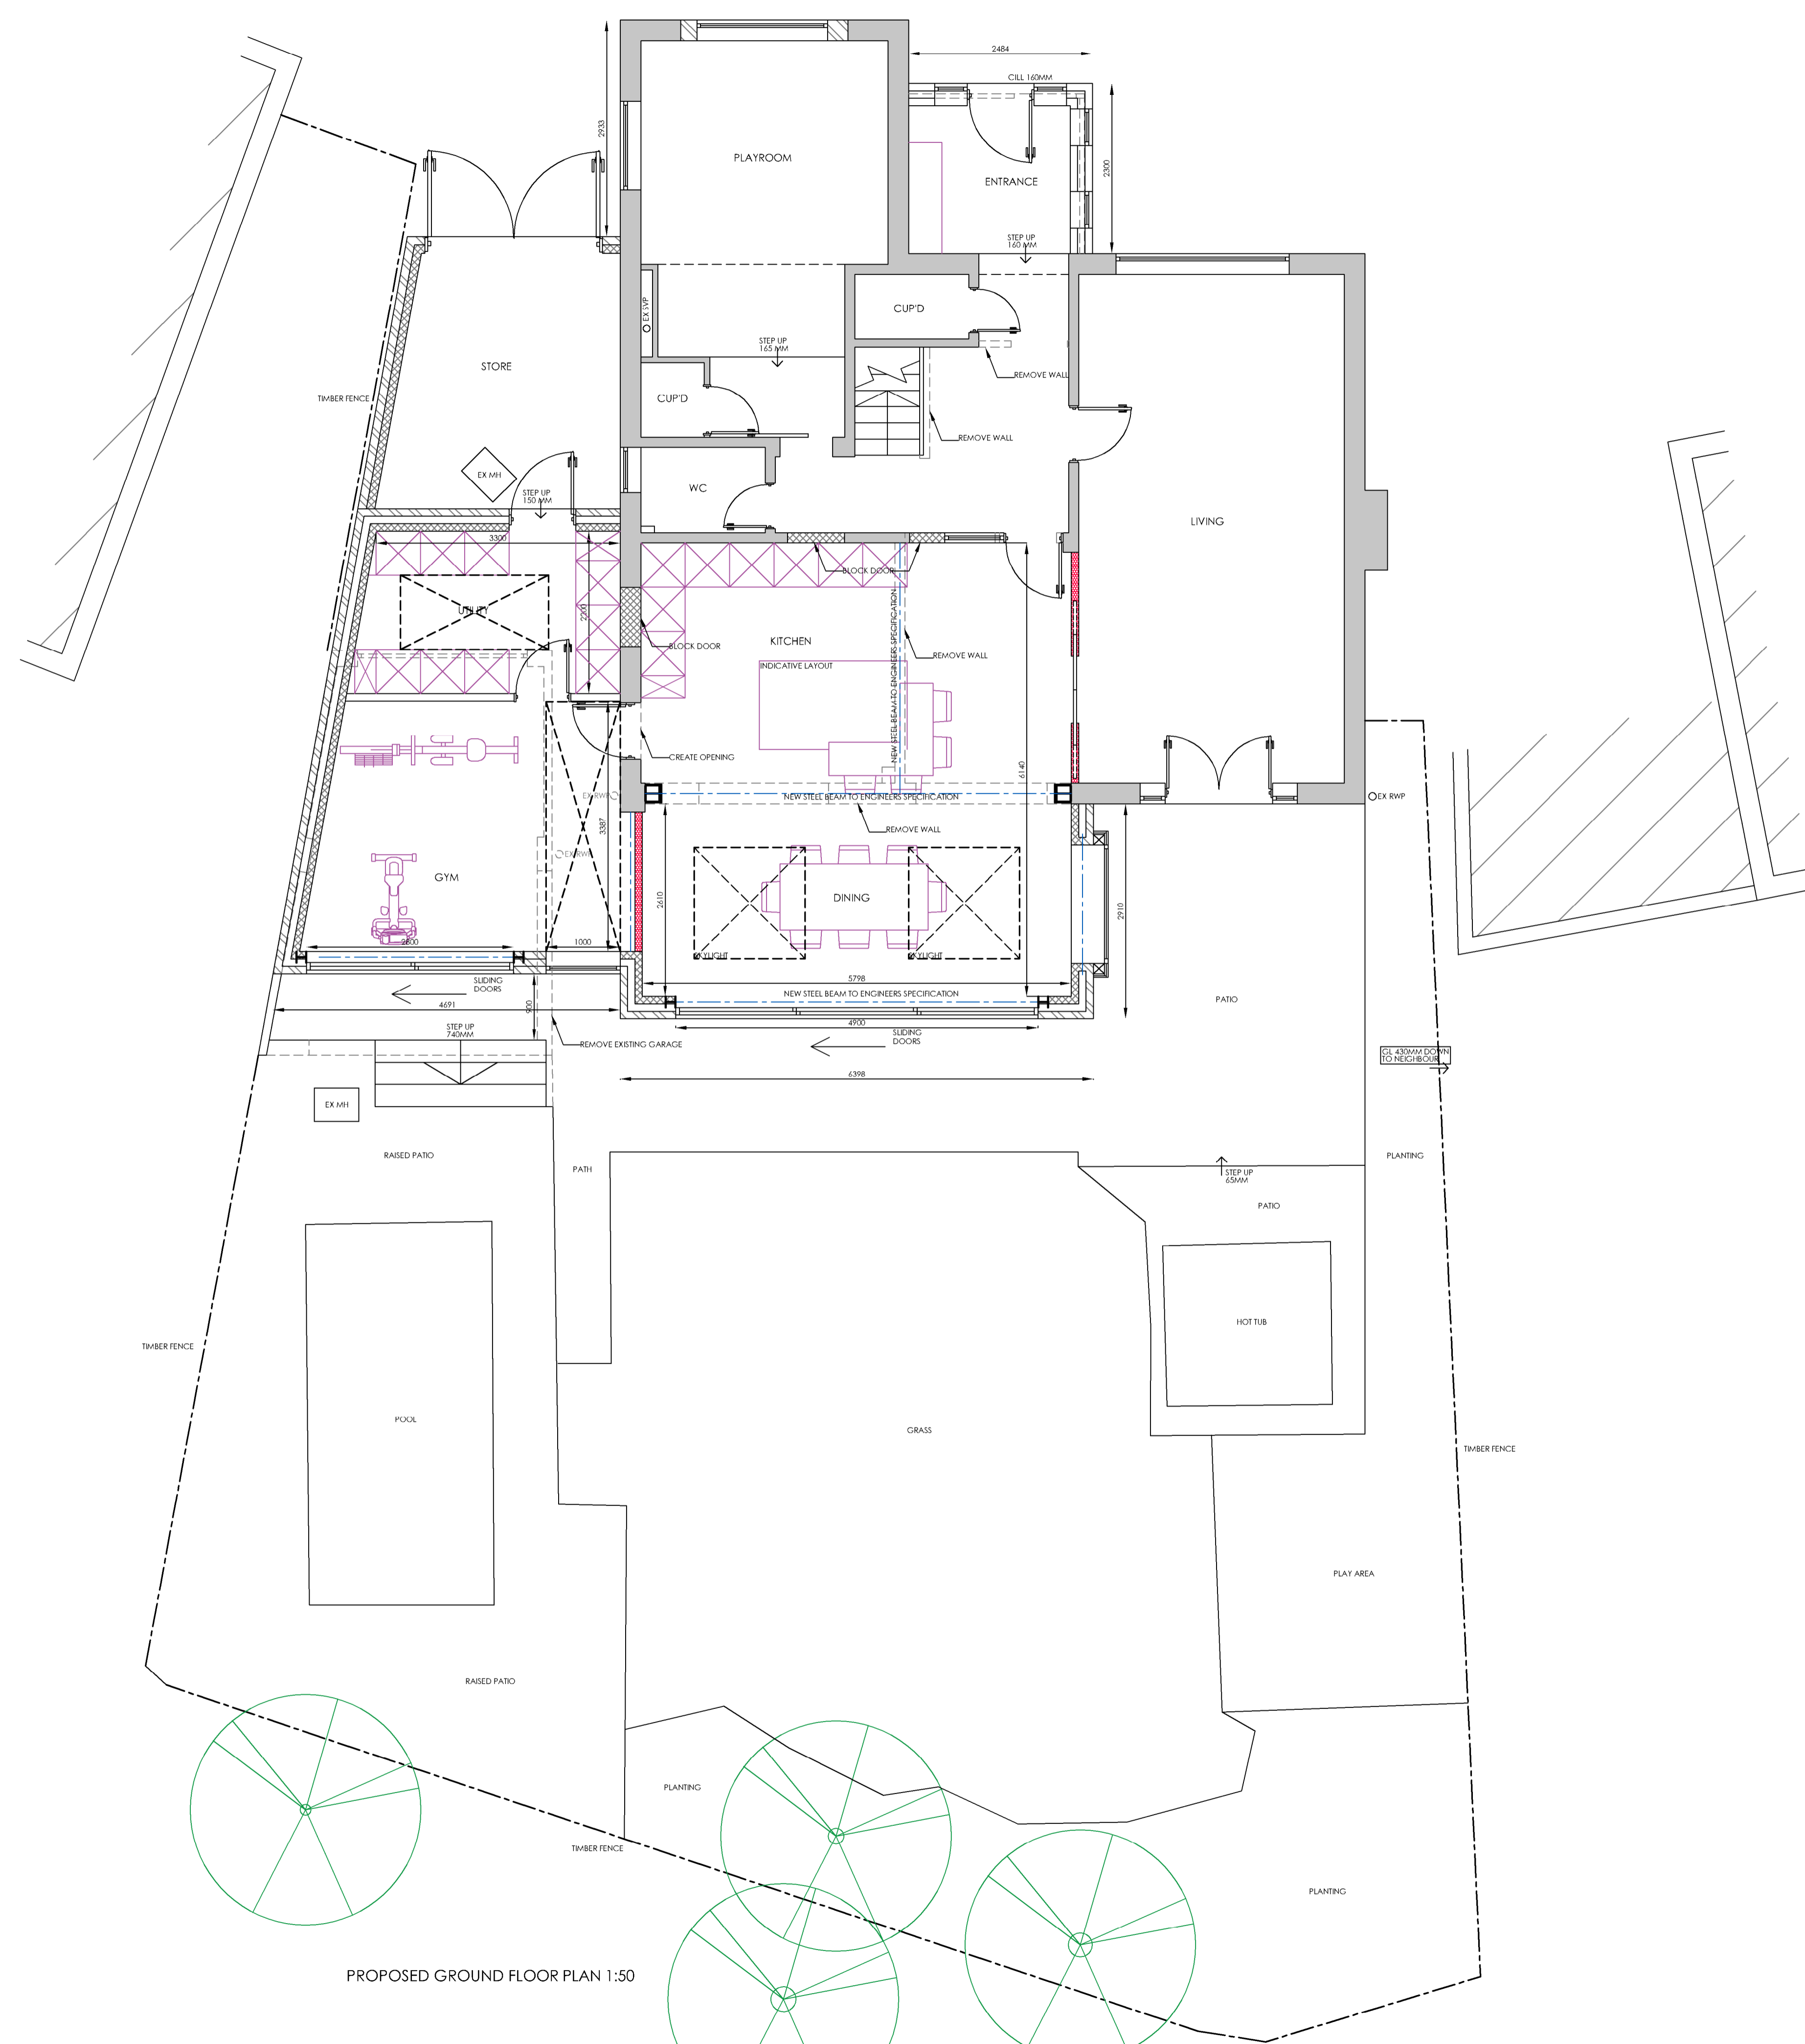 2484
CILL 160MM
2933
PLAYROOM
ENTRANCE
2300
STEP UP
160 MM
EX SVP
CUP'D
STEP UP
165 MM
STORE
REMOVE WALL
TIMBER FENCE
CUP'D
REMOVE WALL
EX MH
STEP UP
150 MM
WC
LIVING
3300
BLOCK DOOR
UTILITY
2200
KITCHEN
BLOCK DOOR
REMOVE WALL
INDICATIVE LAYOUT
NEW STEEL BEAM TO ENGINEERS SPECIFICATION
CREATE OPENING
6140
EX RWP
NEW STEEL BEAM TO ENGINEERS SPECIFICATION
EX RWP
3387
REMOVE WALL
EX RWP
GYM
DINING
2610
2910
2800
1000
SKYLIGHT
SKYLIGHT
SLIDING
DOORS
5798
NEW STEEL BEAM TO ENGINEERS SPECIFICATION
PATIO
4691
900
STEP UP
740MM
4900
SLIDING
DOORS
REMOVE EXISTING GARAGE
GL 430MM DOWN
TO NEIGHBOUR
6398
EX MH
RAISED PATIO
PATH
PLANTING
STEP UP
65MM
PATIO
HOT TUB
TIMBER FENCE
POOL
GRASS
TIMBER FENCE
PLAY AREA
RAISED PATIO
PLANTING
TIMBER FENCE
PLANTING
PROPOSED GROUND FLOOR PLAN 1:50